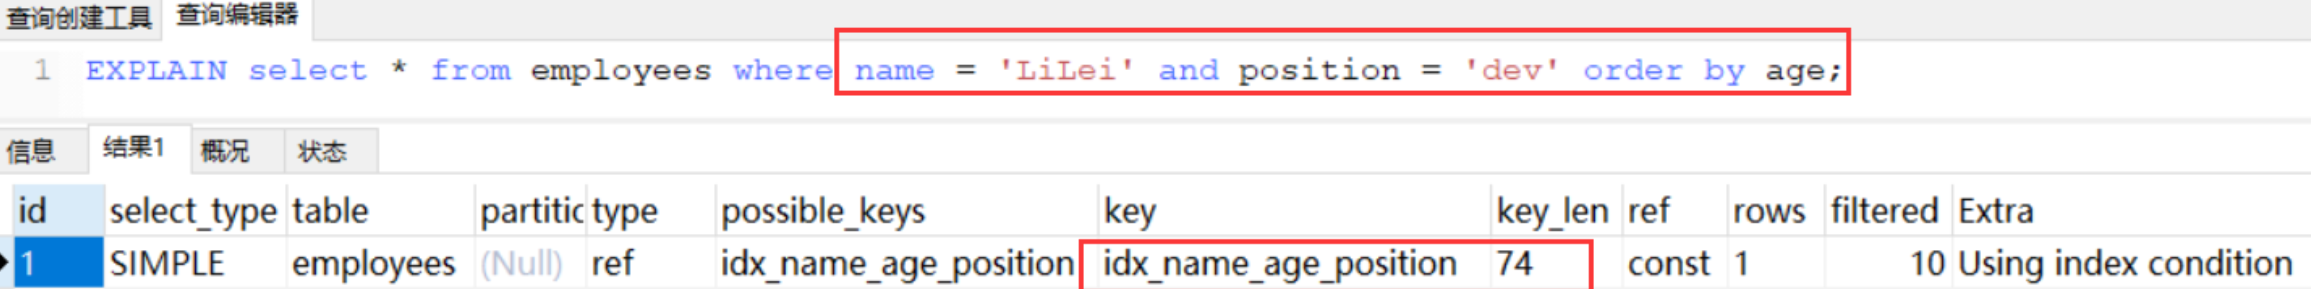 查询创建工具 查询编辑器
1 EXPLAIN select * from employees where name = 'LiLei' and position = 'dev' order by age;
信息 结果1 概况 状态
id select_type table partitic type possible_keys key key_len ref rows filtered Extra
1 SIMPLE employees (Null) ref idx_name_age_position idx_name_age_position 74 const 1 10 Using index condition